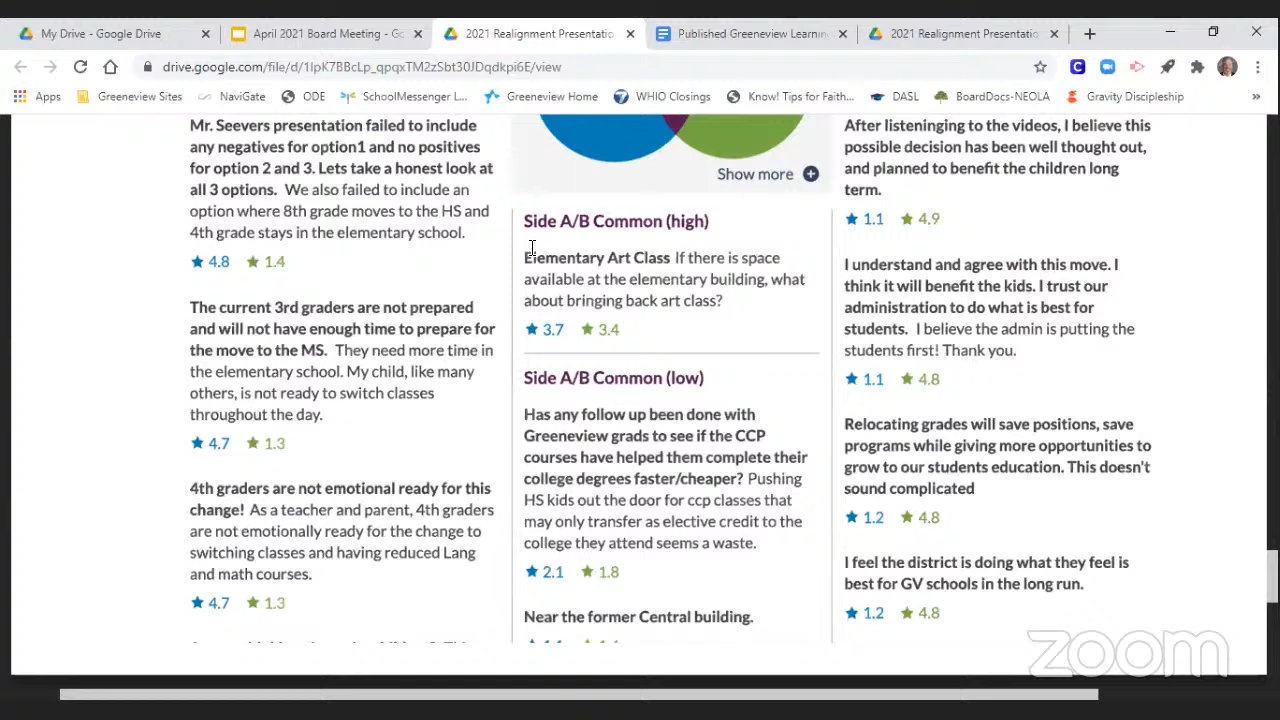 My Drive - Google Drive
April 2021 Board Meeting - Go
2021 Realignment Presentatio
Published Greeneview Learning
2021 Realignment Presentatio
drive.google.com/file/d/1IpK7BBcLp_qpqxTM2zSbt30JDqdkpi6E/view
Apps
Greeneview Sites
NaviGate
ODE
SchoolMessenger L...
Greeneview Home
WHIO Closings
Know! Tips for Faith...
DASL
BoardDocs-NEOLA
Gravity Discipleship
»
Mr. Seevers presentation failed to include
any negatives for option1 and no positives
for option 2 and 3. Lets take a honest look at
all 3 options. We also failed to include an
option where 8th grade moves to the HS and
4th grade stays in the elementary school.
4.8 1.4
The current 3rd graders are not prepared
and will not have enough time to prepare for
the move to the MS. They need more time in
the elementary school. My child, like many
others, is not ready to switch classes
throughout the day.
4.7 1.3
4th graders are not emotional ready for this
change! As a teacher and parent, 4th graders
are not emotionally ready for the change to
switching classes and having reduced Lang
and math courses.
4.7 1.3
Show more
Side A/B Common (high)
Elementary Art Class If there is space
available at the elementary building, what
about bringing back art class?
3.7 3.4
Side A/B Common (low)
Has any follow up been done with
Greeneview grads to see if the CCP
courses have helped them complete their
college degrees faster/cheaper? Pushing
HS kids out the door for ccp classes that
may only transfer as elective credit to the
college they attend seems a waste.
2.1 1.8
Near the former Central building.
After listeninging to the videos, I believe this
possible decision has been well thought out,
and planned to benefit the children long
term.
1.1 4.9
I understand and agree with this move. I
think it will benefit the kids. I trust our
administration to do what is best for
students. I believe the admin is putting the
students first! Thank you.
1.1 4.8
Relocating grades will save positions, save
programs while giving more opportunities to
grow to our students education. This doesn't
sound complicated
1.2 4.8
I feel the district is doing what they feel is
best for GV schools in the long run.
1.2 4.8
zoom